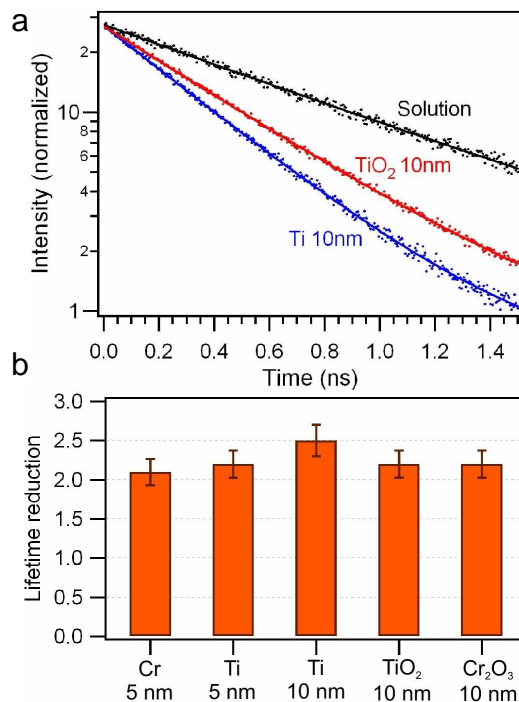 a
Intensity (normalized)
2
10
8
6
4
2
1
Solution
TiO₂ 10nm
Ti 10nm
0.0 0.2 0.4 0.6 0.8 1.0 1.2 1.4
Time (ns)
b
Lifetime reduction
3.0
2.5
2.0
1.5
1.0
0.5
0.0
Cr Ti Ti TiO₂ Cr₂O₃
5 nm 5 nm 10 nm 10 nm 10 nm